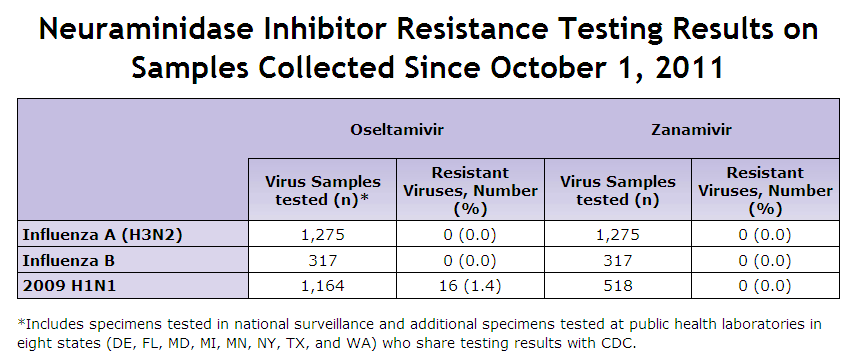 Neuraminidase Inhibitor Resistance Testing Results on
Samples Collected Since October 1, 2011
Oseltamivir Zanamivir
Virus Samples tested (n)* Resistant Viruses, Number (%) Virus Samples tested (n) Resistant Viruses, Number (%)
Influenza A (H3N2) 1,275 0 (0.0) 1,275 0 (0.0)
Influenza B 317 0 (0.0) 317 0 (0.0)
2009 H1N1 1,164 16 (1.4) 518 0 (0.0)
*Includes specimens tested in national surveillance and additional specimens tested at public health laboratories in
eight states (DE, FL, MD, MI, MN, NY, TX, and WA) who share testing results with CDC.